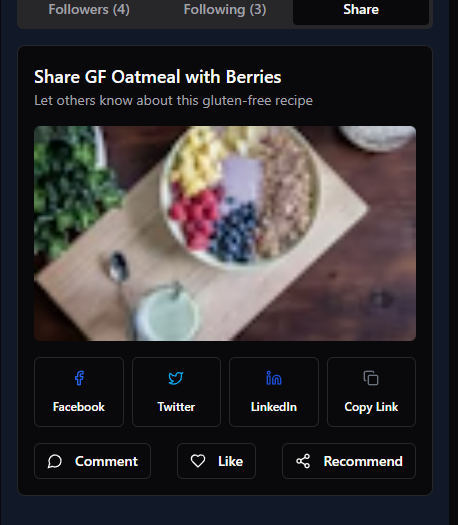 Followers (4) Following (3) Share
Share GF Oatmeal with Berries
Let others know about this gluten-free recipe
Facebook Twitter LinkedIn Copy Link
Comment Like Recommend